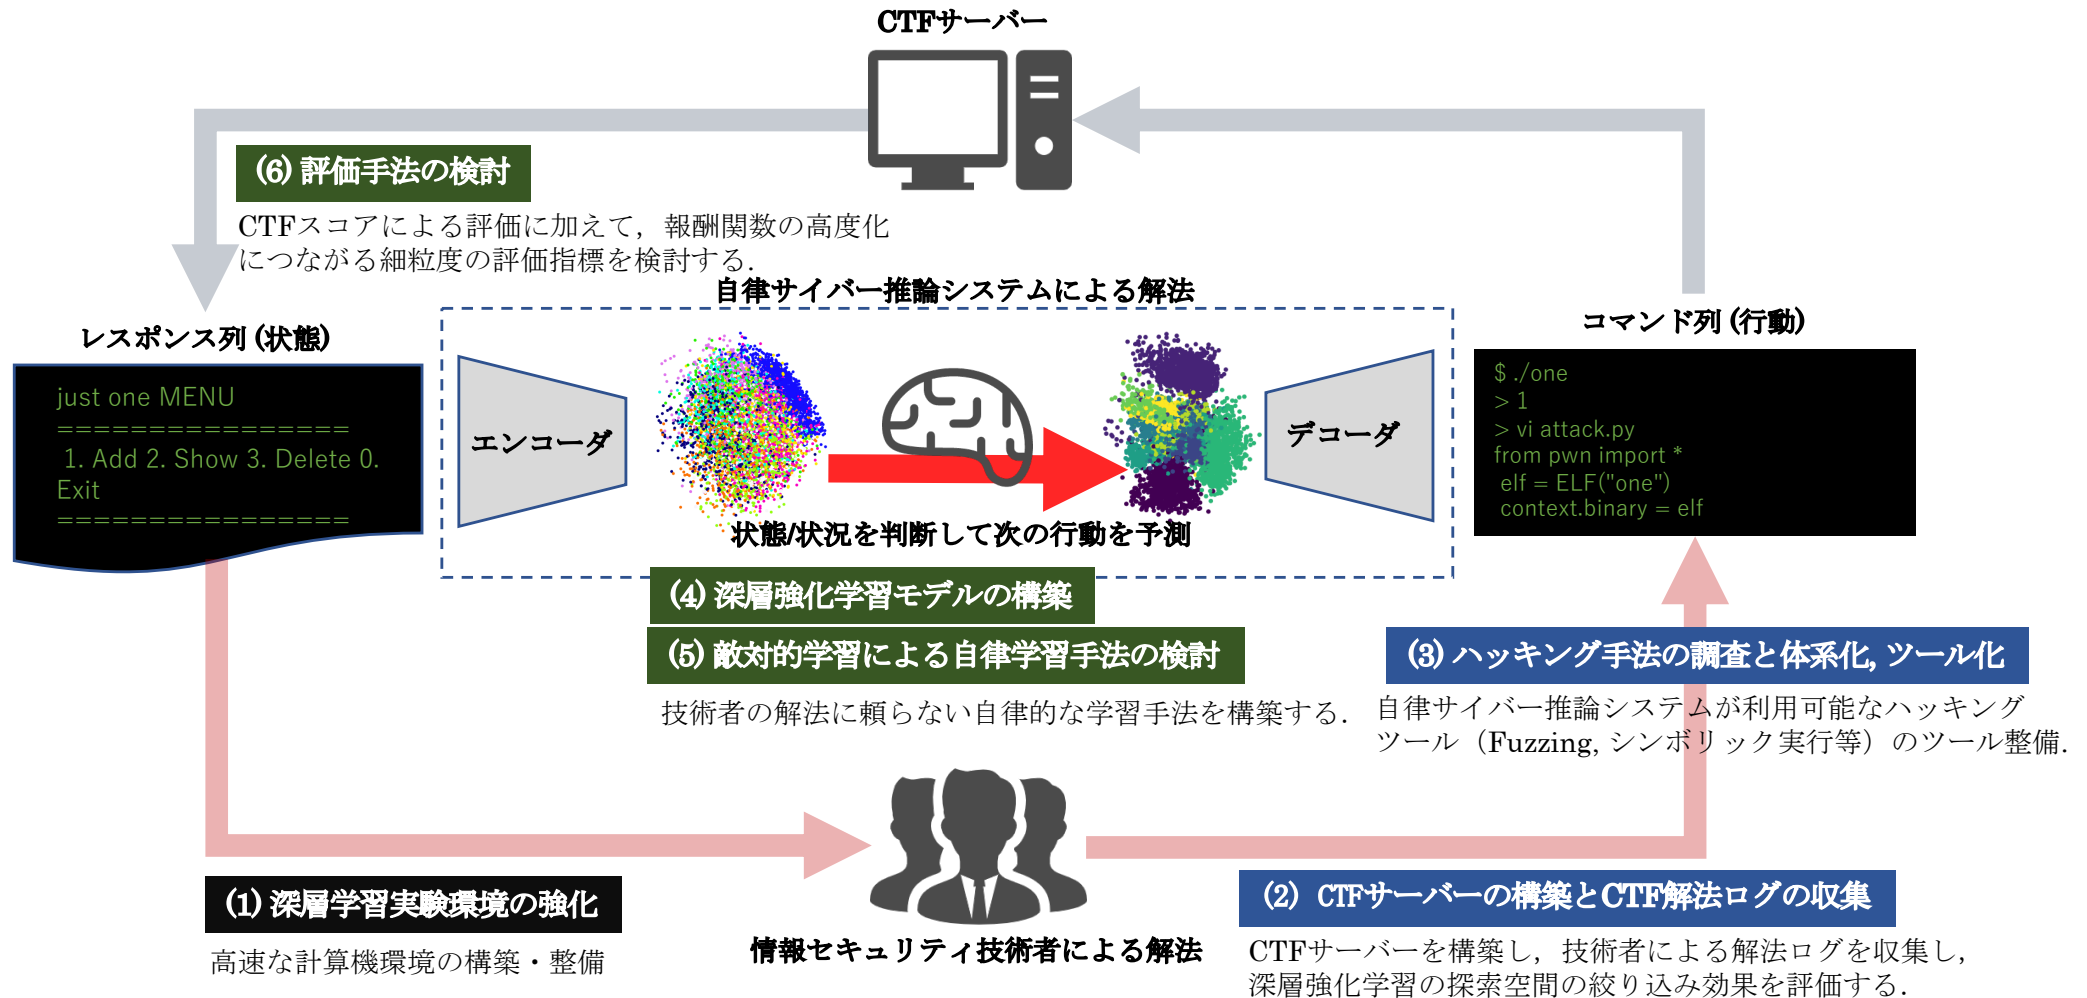 CTFサーバー
(6) 評価手法の検討
CTFスコアによる評価に加えて，報酬関数の高度化
につながる細粒度の評価指標を検討する．
自律サイバー推論システムによる解法
レスポンス列 (状態)
just one MENU
================
1. Add 2. Show 3. Delete 0.
Exit
================
エンコーダ
デコーダ
状態/状況を判断して次の行動を予測
コマンド列 (行動)
$ ./one
> 1
> vi attack.py
from pwn import *
elf = ELF("one")
context.binary = elf
(4) 深層強化学習モデルの構築
(5) 敵対的学習による自律学習手法の検討
技術者の解法に頼らない自律的な学習手法を構築する．
(3) ハッキング手法の調査と体系化, ツール化
自律サイバー推論システムが利用可能なハッキング
ツール（Fuzzing, シンボリック実行等）のツール整備．
(1) 深層学習実験環境の強化
高速な計算機環境の構築・整備
情報セキュリティ技術者による解法
(2) CTFサーバーの構築とCTF解法ログの収集
CTFサーバーを構築し，技術者による解法ログを収集し，
深層強化学習の探索空間の絞り込み効果を評価する．